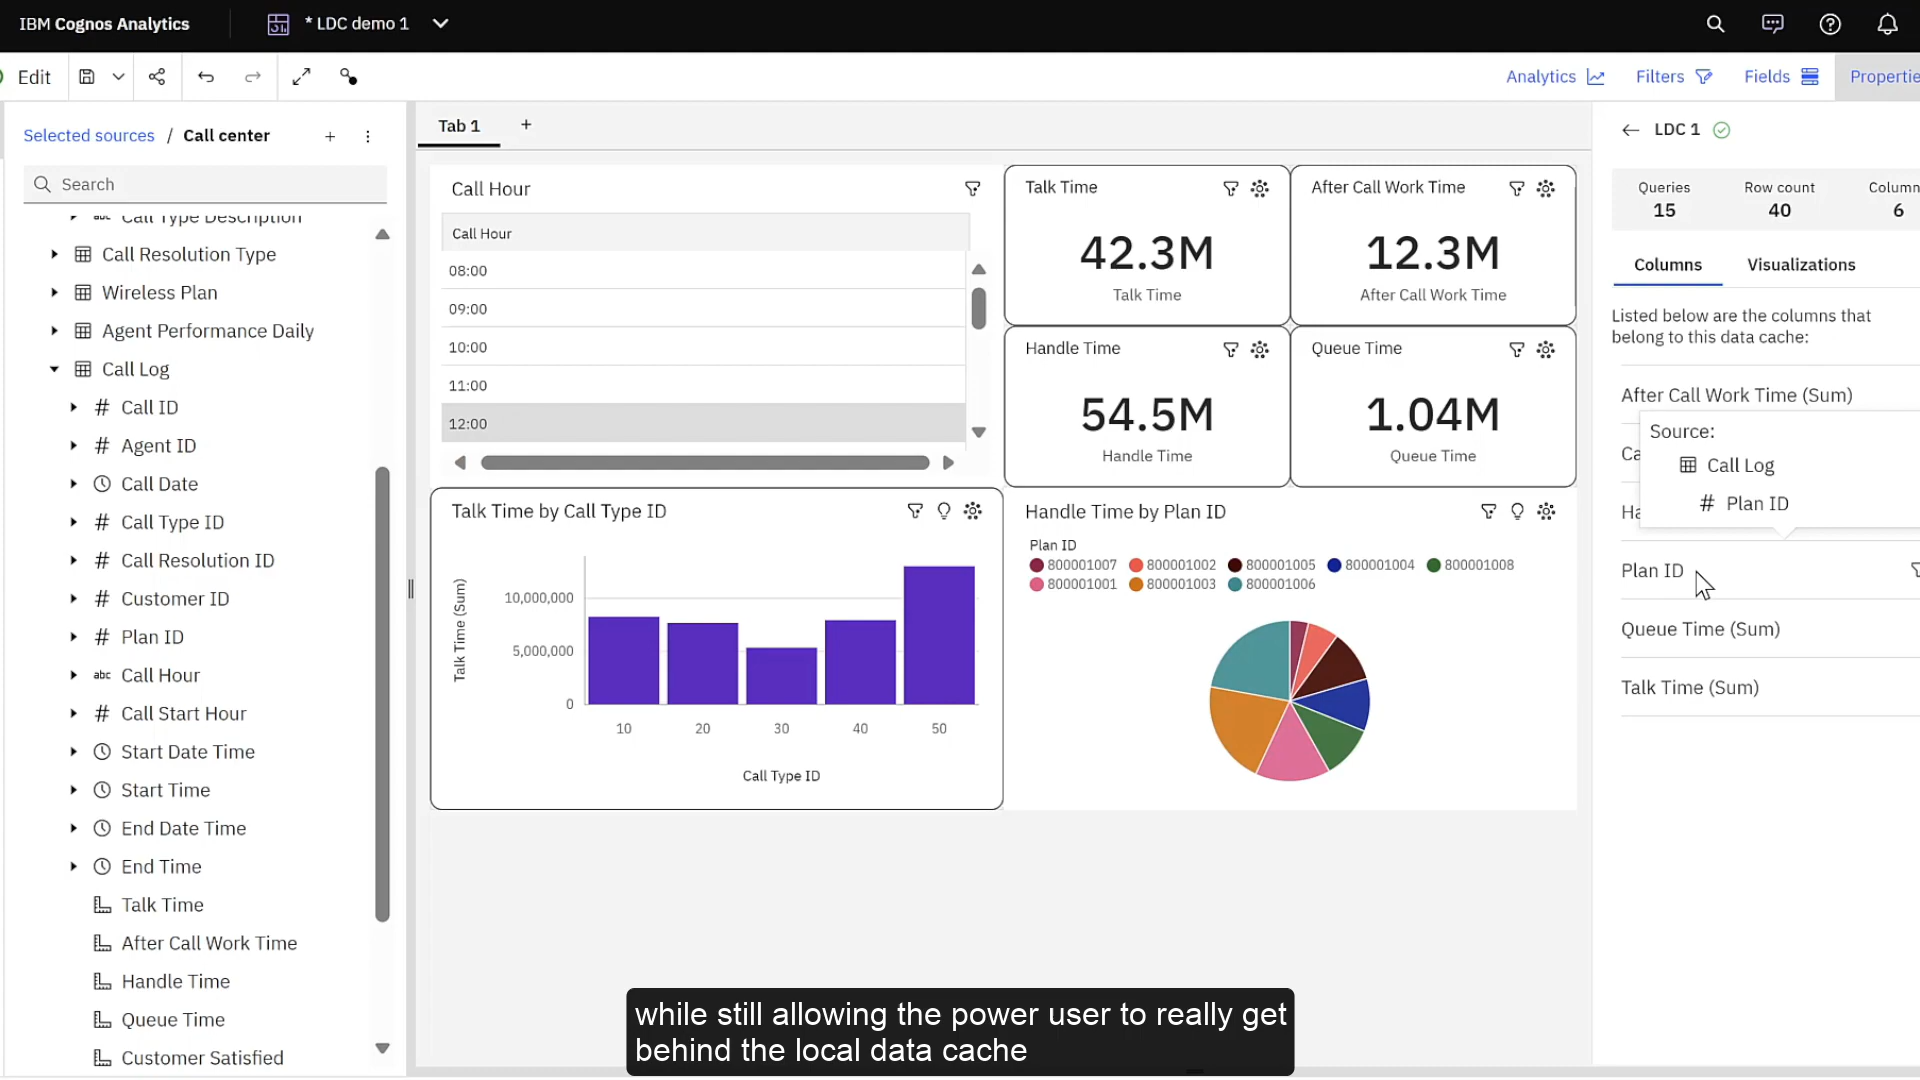 IBM Cognos Analytics
* LDC demo 1
Edit
Analytics
Filters
Fields
Propertie
Selected sources / Call center
Search
Call Type Description
Call Resolution Type
Wireless Plan
Agent Performance Daily
Call Log
# Call ID
# Agent ID
Call Date
# Call Type ID
# Call Resolution ID
# Customer ID
# Plan ID
abc Call Hour
# Call Start Hour
Start Date Time
Start Time
End Date Time
End Time
Talk Time
After Call Work Time
Handle Time
Queue Time
Customer Satisfied
Tab 1
Call Hour
Call Hour
08:00
09:00
10:00
11:00
12:00
Talk Time
42.3M
Talk Time
After Call Work Time
12.3M
After Call Work Time
Handle Time
54.5M
Handle Time
Queue Time
1.04M
Queue Time
Talk Time by Call Type ID
Talk Time (Sum)
10,000,000
5,000,000
0
10 20 30 40 50
Call Type ID
Handle Time by Plan ID
Plan ID
800001007 800001002 800001005 800001004 800001008
800001001 800001003 800001006
LDC 1
Queries
15
Row count
40
Column
6
Columns
Visualizations
Listed below are the columns that
belong to this data cache:
After Call Work Time (Sum)
Source:
Call Log
# Plan ID
Ca
Ha
Plan ID
Queue Time (Sum)
Talk Time (Sum)
while still allowing the power user to really get
behind the local data cache